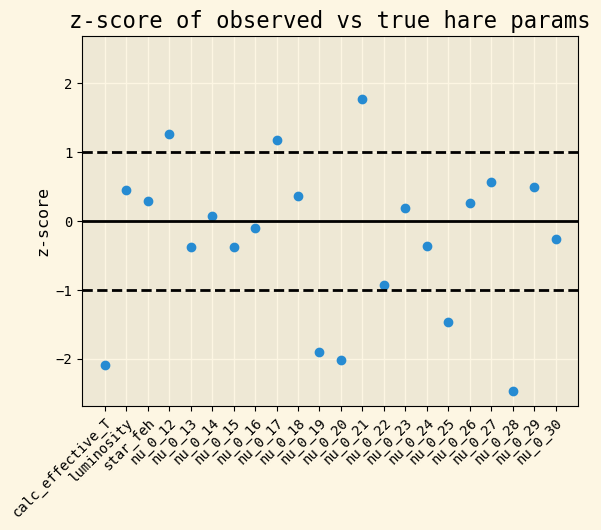 z-score of observed vs true hare params
z-score
2
1
0
−1
−2
calc_effective_T
luminosity
star_feh
nu_0_12
nu_0_13
nu_0_14
nu_0_15
nu_0_16
nu_0_17
nu_0_18
nu_0_19
nu_0_20
nu_0_21
nu_0_22
nu_0_23
nu_0_24
nu_0_25
nu_0_26
nu_0_27
nu_0_28
nu_0_29
nu_0_30